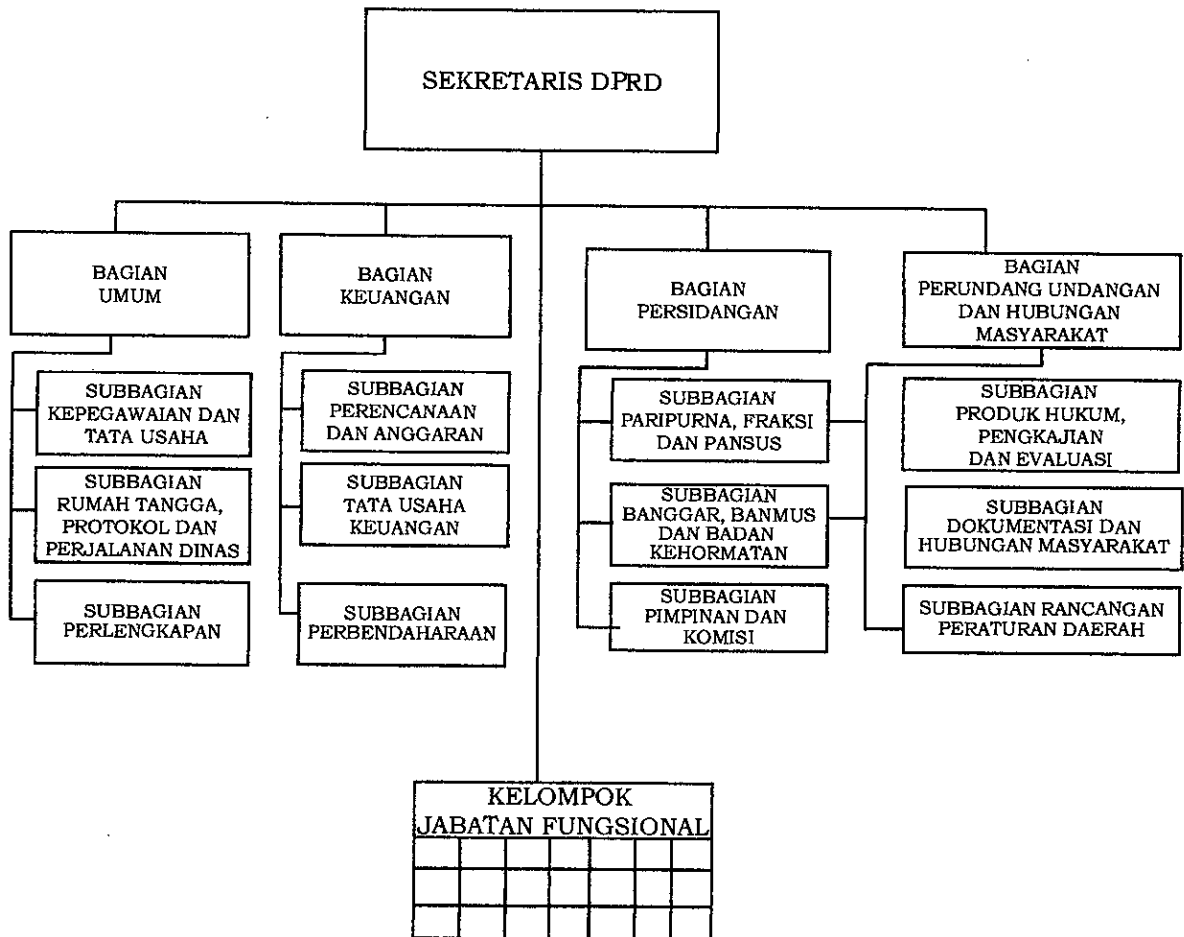 SEKRETARIS DPRD
BAGIAN
UMUM
BAGIAN
KEUANGAN
BAGIAN
PERSIDANGAN
BAGIAN
PERUNDANG UNDANGAN
DAN HUBUNGAN
MASYARAKAT
SUBBAGIAN
KEPEGAWAIAN DAN
TATA USAHA
SUBBAGIAN
RUMAH TANGGA,
PROTOKOL DAN
PERJALANAN DINAS
SUBBAGIAN
PERLENGKAPAN
SUBBAGIAN
PERENCANAAN
DAN ANGGARAN
SUBBAGIAN
TATA USAHA
KEUANGAN
SUBBAGIAN
PERBENDAHARAAN
SUBBAGIAN
PARIPURNA, FRAKSI
DAN PANSUS
SUBBAGIAN
BANGGAR, BANMUS
DAN BADAN
KEHORMATAN
SUBBAGIAN
PIMPINAN DAN
KOMISI
SUBBAGIAN
PRODUK HUKUM,
PENGKAJIAN
DAN EVALUASI
SUBBAGIAN
DOKUMENTASI DAN
HUBUNGAN MASYARAKAT
SUBBAGIAN RANCANGAN
PERATURAN DAERAH
KELOMPOK
JABATAN FUNGSIONAL